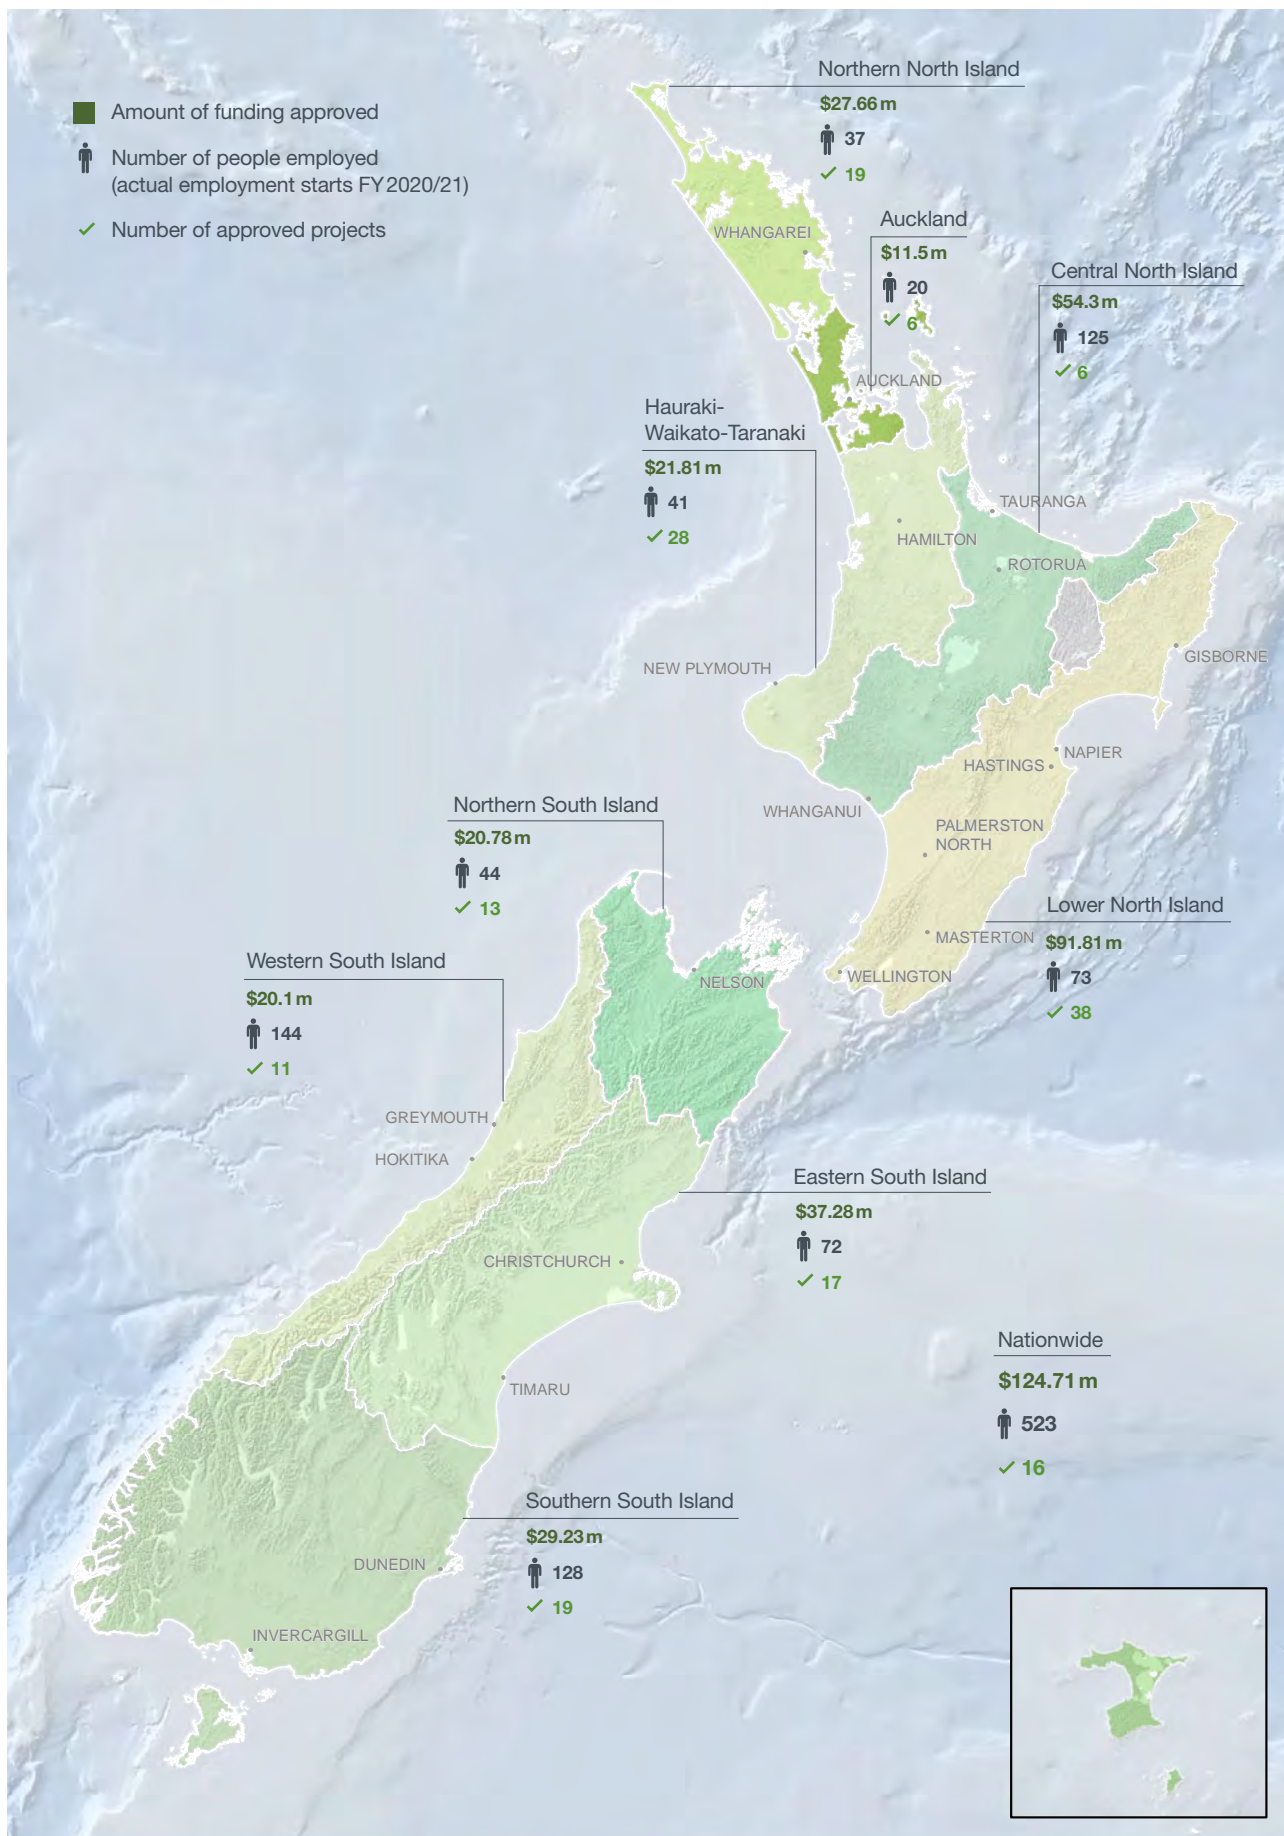 Amount of funding approved
Number of people employed
(actual employment starts FY2020/21)
Number of approved projects
Northern North Island
$27.66m
37
19
Auckland
$11.5m
20
6
Central North Island
$54.3m
125
6
Hauraki-
Waikato-Taranaki
$21.81m
41
28
WHANGAREI
AUCKLAND
TAURANGA
HAMILTON
ROTORUA
GISBORNE
NEW PLYMOUTH
NAPIER
HASTINGS
WHANGANUI
PALMERSTON
NORTH
Northern South Island
$20.78m
44
13
Lower North Island
$91.81m
73
38
MASTERTON
WELLINGTON
NELSON
Western South Island
$20.1m
144
11
GREYMOUTH
HOKITIKA
Eastern South Island
$37.28m
72
17
CHRISTCHURCH
TIMARU
Nationwide
$124.71m
523
16
Southern South Island
$29.23m
128
19
DUNEDIN
INVERCARGILL